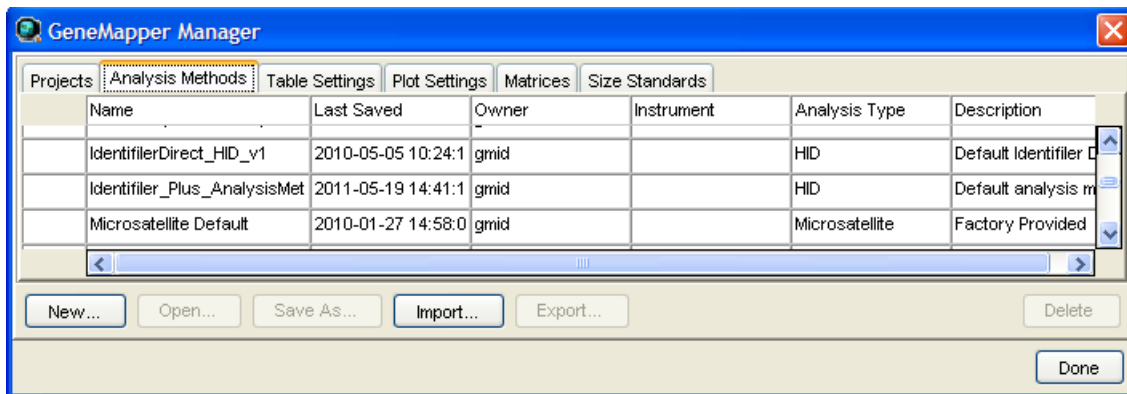 GeneMapper Manager
Projects Analysis Methods Table Settings Plot Settings Matrices Size Standards
Name Last Saved Owner Instrument Analysis Type Description
IdentifilerDirect_HID_v1 2010-05-05 10:24:1 gmid HID Default Identifiler D
Identifiler_Plus_AnalysisMet 2011-05-19 14:41:1 gmid HID Default analysis m
Microsatellite Default 2010-01-27 14:58:0 gmid Microsatellite Factory Provided
New... Open... Save As... Import... Export... Delete
Done